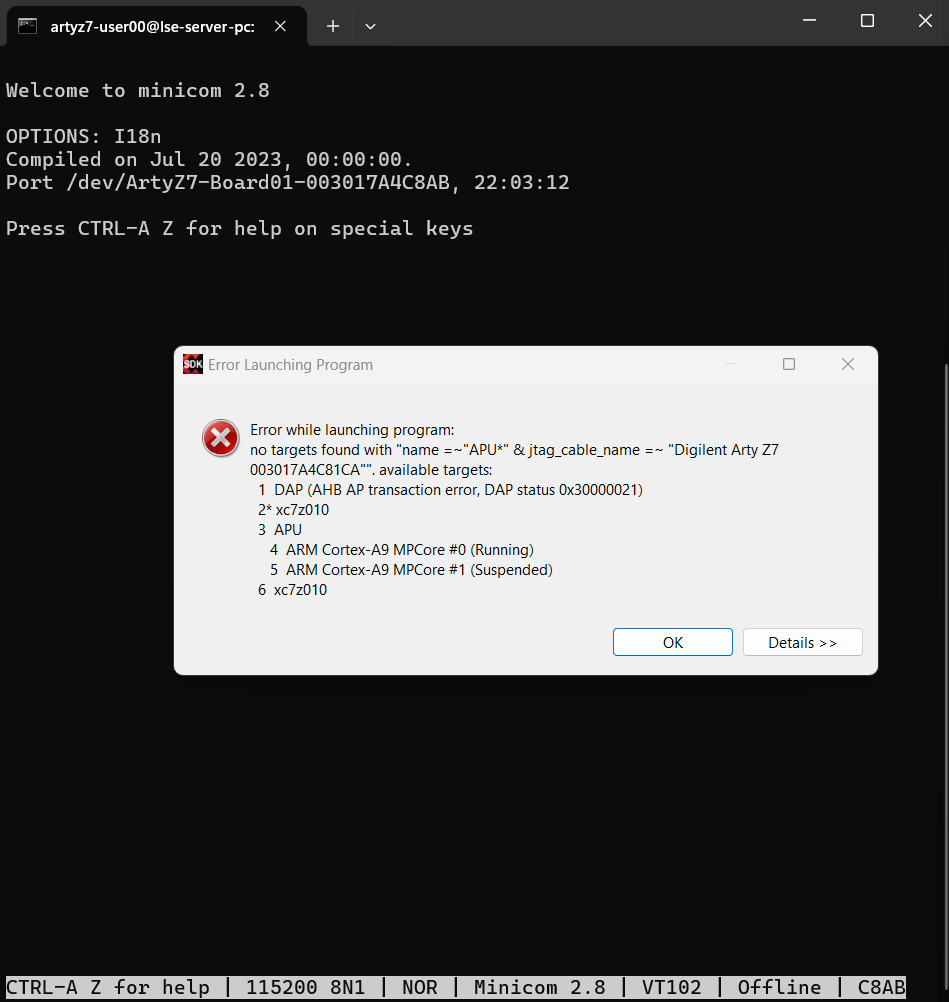 artyz7-user00@lse-server-pc:
Welcome to minicom 2.8
OPTIONS: I18n
Compiled on Jul 20 2023, 00:00:00.
Port /dev/ArtyZ7-Board01-003017A4C8AB, 22:03:12
Press CTRL-A Z for help on special keys
SDK Error Launching Program
Error while launching program:
no targets found with "name =~"APU*" & jtag_cable_name =~ "Digilent Arty Z7
003017A4C81CA"". available targets:
1 DAP (AHB AP transaction error, DAP status 0x30000021)
2* xc7z010
3 APU
4 ARM Cortex-A9 MPCore #0 (Running)
5 ARM Cortex-A9 MPCore #1 (Suspended)
6 xc7z010
OK
Details >>
CTRL-A Z for help | 115200 8N1 | NOR | Minicom 2.8 | VT102 | Offline | C8AB